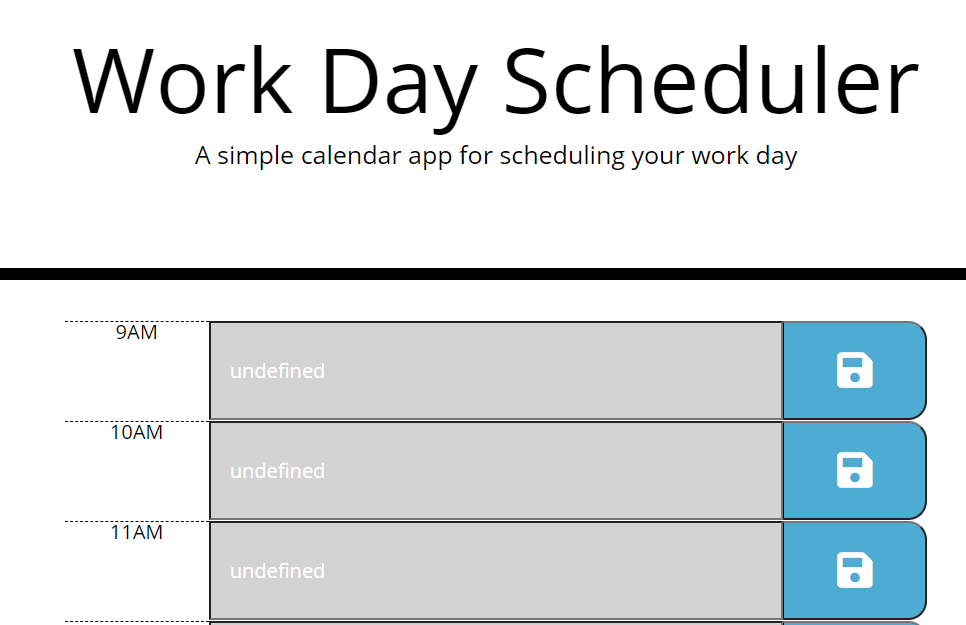 Work Day Scheduler
A simple calendar app for scheduling your work day
9AM
undefined
10AM
undefined
11AM
undefined